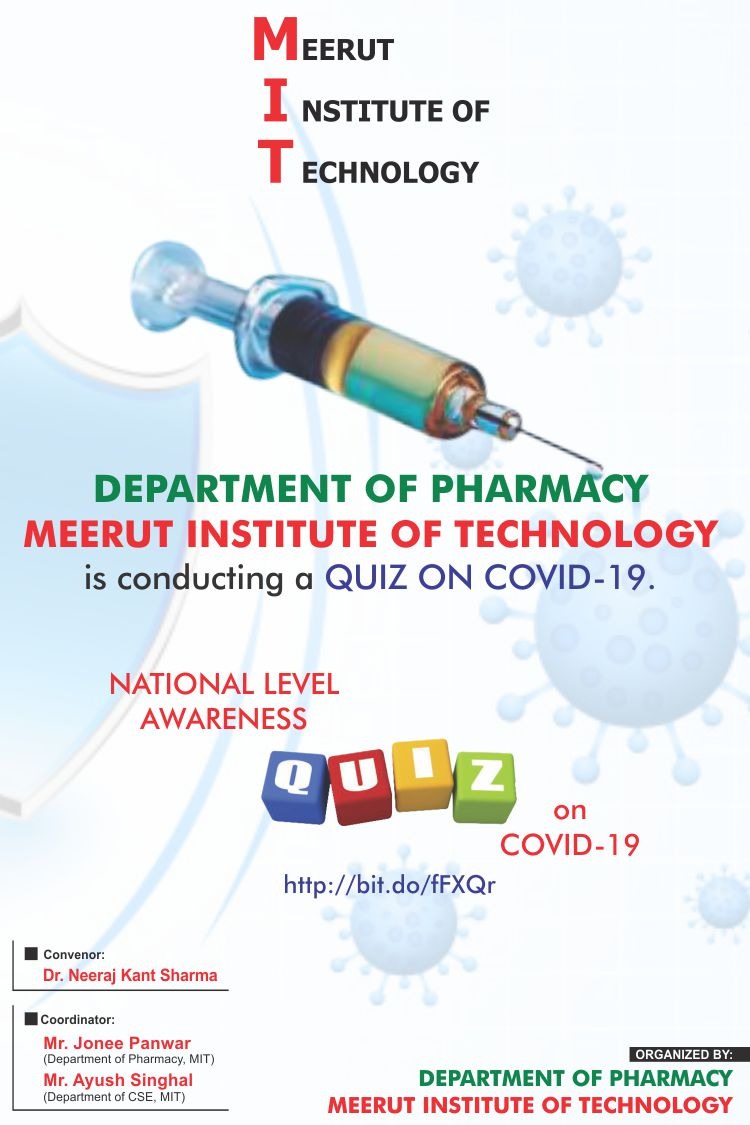 MEERUT
INSTITUTE OF
TECHNOLOGY
DEPARTMENT OF PHARMACY
MEERUT INSTITUTE OF TECHNOLOGY
is conducting a QUIZ ON COVID-19.
NATIONAL LEVEL
AWARENESS
QUIZ
on
COVID-19
http://bit.do/fFXQr
Convenor:
Dr. Neeraj Kant Sharma
Coordinator:
Mr. Jonee Panwar
(Department of Pharmacy, MIT)
Mr. Ayush Singhal
(Department of CSE, MIT)
ORGANIZED BY:
DEPARTMENT OF PHARMACY
MEERUT INSTITUTE OF TECHNOLOGY